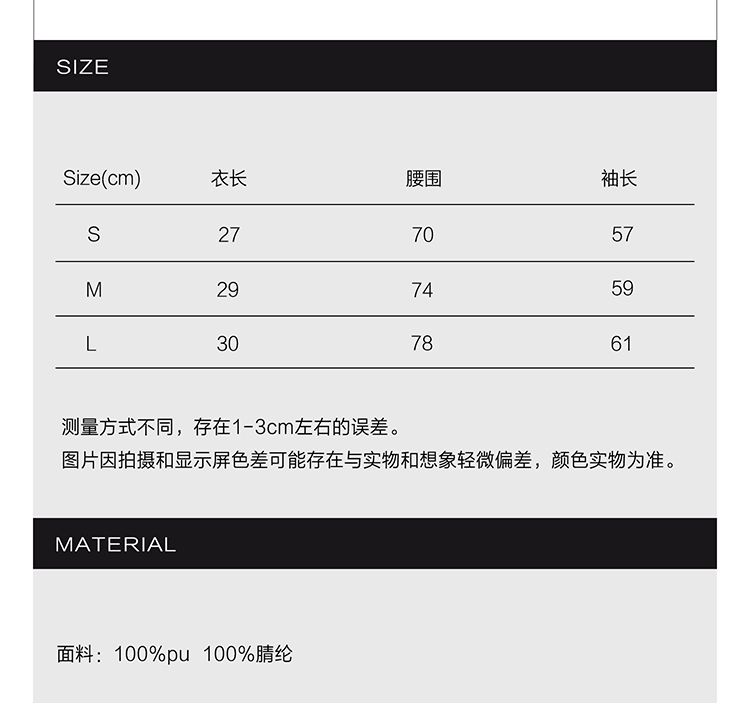 SIZE
Size(cm) 衣长 腰围 袖长
S 27 70 57
M 29 74 59
L 30 78 61
测量方式不同，存在1-3cm左右的误差。
图片因拍摄和显示屏色差可能存在与实物和想象轻微偏差，颜色实物为准。
MATERIAL
面料：100%pu 100%腈纶